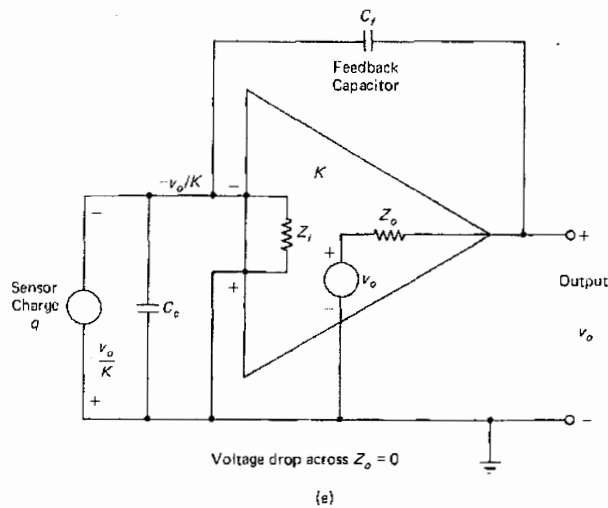 C_f
Feedback
Capacitor
-v_o/K
−
K
Z_i
Z_o
+
+
−
+
v_o
−
Sensor
Charge
q
C_c
v_o
K
+
+
Output
v_o
−
Voltage drop across Z_o = 0
(e)